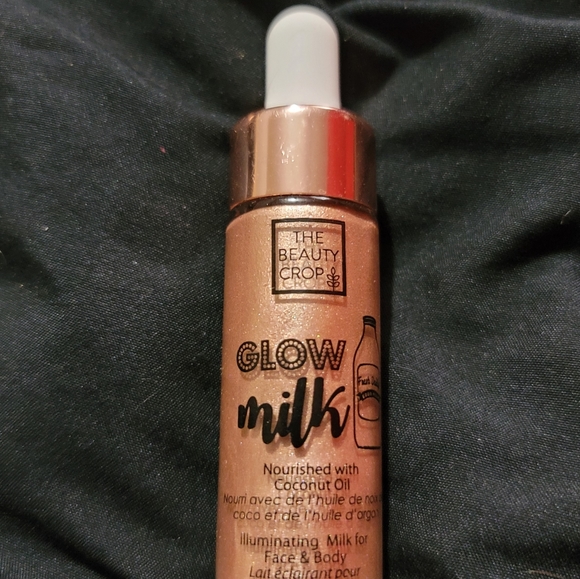 THE
BEAUTY
CROP
GLOW
milk
Fresh
Nourished with
Coconut Oil
Nourri avec de l'huile de noix
coco et de l'huile d'argan
Illuminating Milk for
Face & Body
Lait éclairant pour